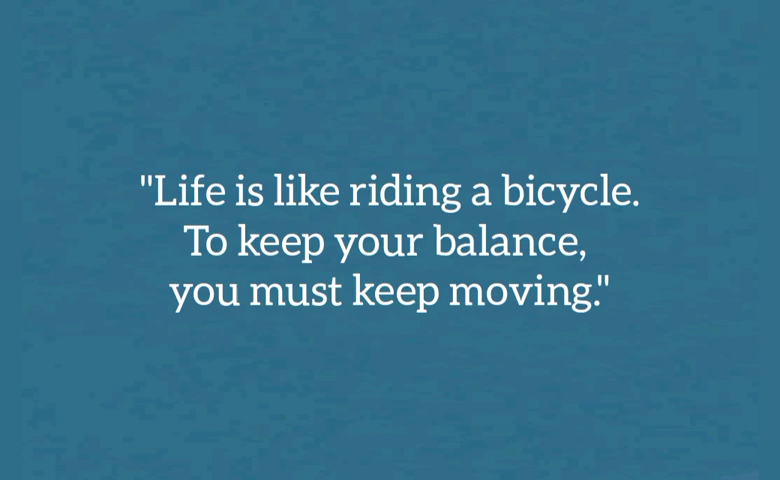 "Life is like riding a bicycle.
To keep your balance,
you must keep moving."